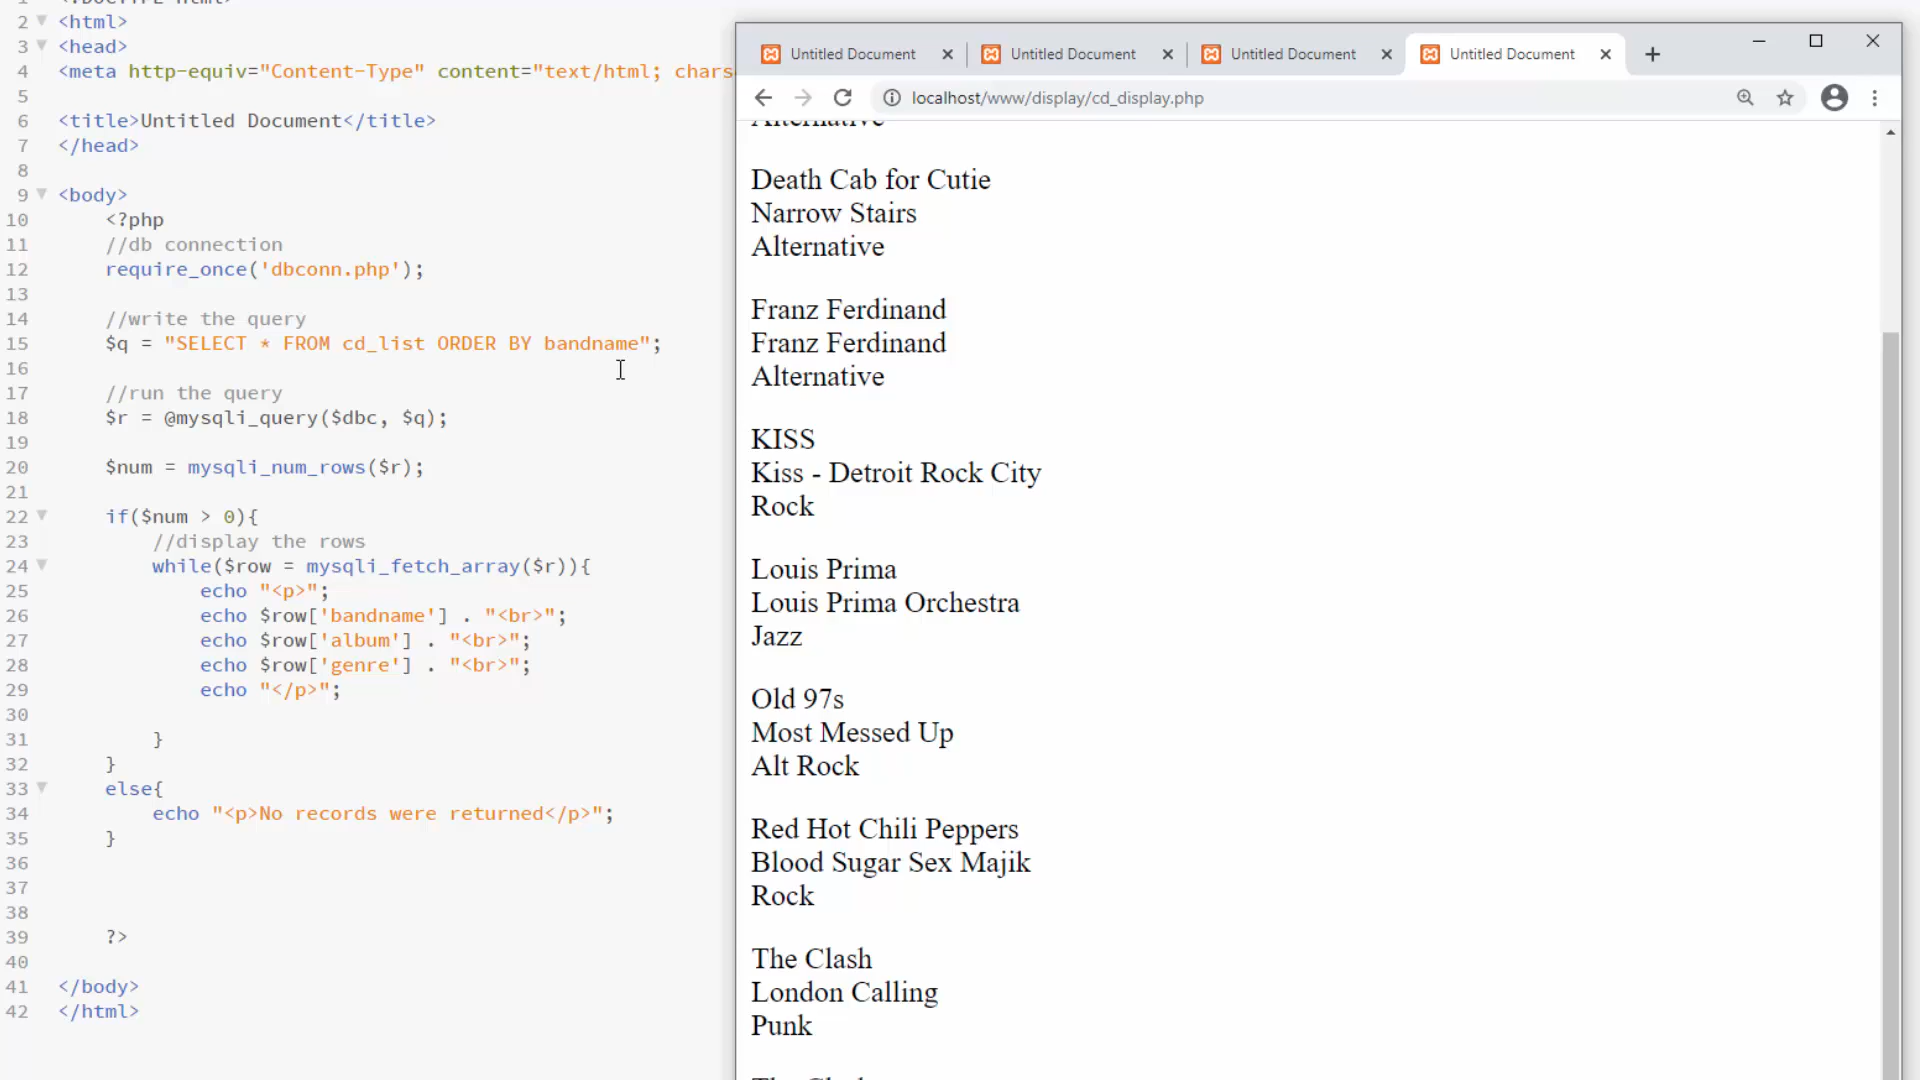 1 <!DOCTYPE html>
2 <html>
3 <head>
4 <meta http-equiv="Content-Type" content="text/html; chars
5
6 <title>Untitled Document</title>
7 </head>
8
9 <body>
10 <?php
11 //db connection
12 require_once('dbconn.php');
13
14 //write the query
15 $q = "SELECT * FROM cd_list ORDER BY bandname";
16
17 //run the query
18 $r = @mysqli_query($dbc, $q);
19
20 $num = mysqli_num_rows($r);
21
22 if($num > 0){
23 //display the rows
24 while($row = mysqli_fetch_array($r)){
25 echo "<p>";
26 echo $row['bandname'] . "<br>";
27 echo $row['album'] . "<br>";
28 echo $row['genre'] . "<br>";
29 echo "</p>";
30
31 }
32 }
33 else{
34 echo "<p>No records were returned</p>";
35 }
36
37
38
39 ?>
40
41 </body>
42 </html>
Untitled Document Untitled Document Untitled Document Untitled Document
localhost/www/display/cd_display.php
Alternative
Death Cab for Cutie
Narrow Stairs
Alternative
Franz Ferdinand
Franz Ferdinand
Alternative
KISS
Kiss - Detroit Rock City
Rock
Louis Prima
Louis Prima Orchestra
Jazz
Old 97s
Most Messed Up
Alt Rock
Red Hot Chili Peppers
Blood Sugar Sex Majik
Rock
The Clash
London Calling
Punk
The Clash